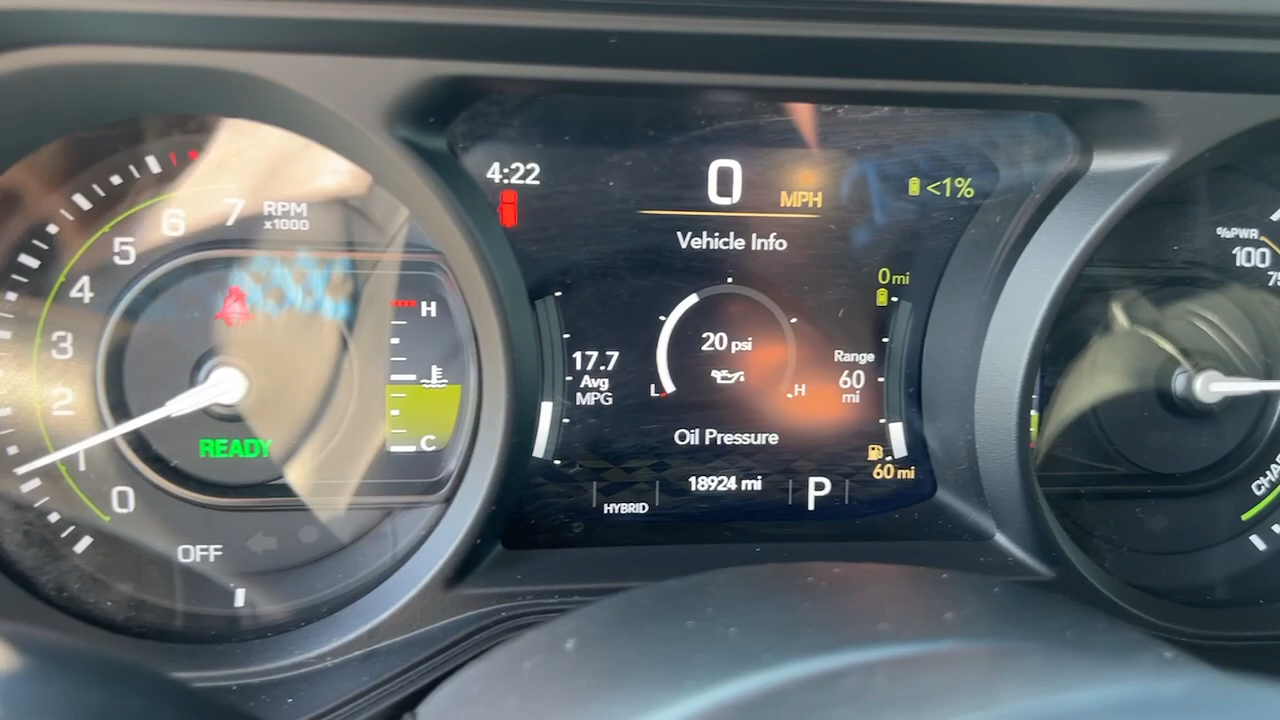 7
RPM
x1000
6
5
4
3
2
1
0
H
C
READY
OFF
4:22
0
MPH
<1%
Vehicle Info
0 mi
17.7
Avg
MPG
20 psi
L
H
Range
60
mi
Oil Pressure
60 mi
18924 mi
HYBRID
P
%PWR
100